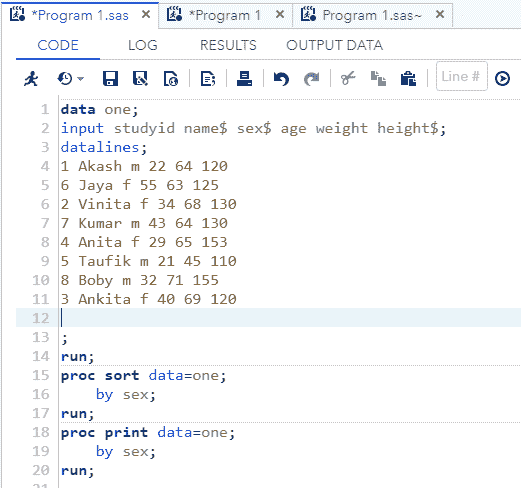 *Program 1.sas × *Program 1 × Program 1.sas~ ×
CODE LOG RESULTS OUTPUT DATA
Line #
1 data one;
2 input studyid name$ sex$ age weight height$;
3 datalines;
4 1 Akash m 22 64 120
5 6 Jaya f 55 63 125
6 2 Vinita f 34 68 130
7 7 Kumar m 43 64 130
8 4 Anita f 29 65 153
9 5 Taufik m 21 45 110
10 8 Boby m 32 71 155
11 3 Ankita f 40 69 120
12
13 ;
14 run;
15 proc sort data=one;
16 by sex;
17 run;
18 proc print data=one;
19 by sex;
20 run;